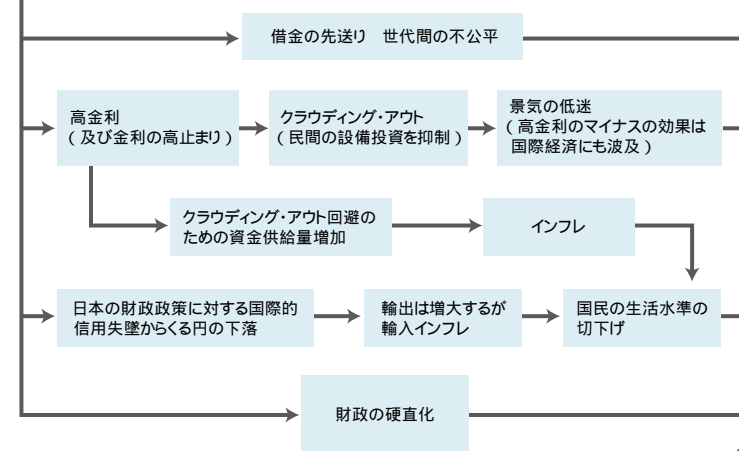 借金の先送り　世代間の不公平
高金利
(及び金利の高止まり)
クラウディング・アウト
(民間の設備投資を抑制)
景気の低迷
(高金利のマイナスの効果は
国際経済にも波及)
クラウディング・アウト回避の
ための資金供給量増加
インフレ
日本の財政政策に対する国際的
信用失墜からくる円の下落
輸出は増大するが
輸入インフレ
国民の生活水準の
切下げ
財政の硬直化